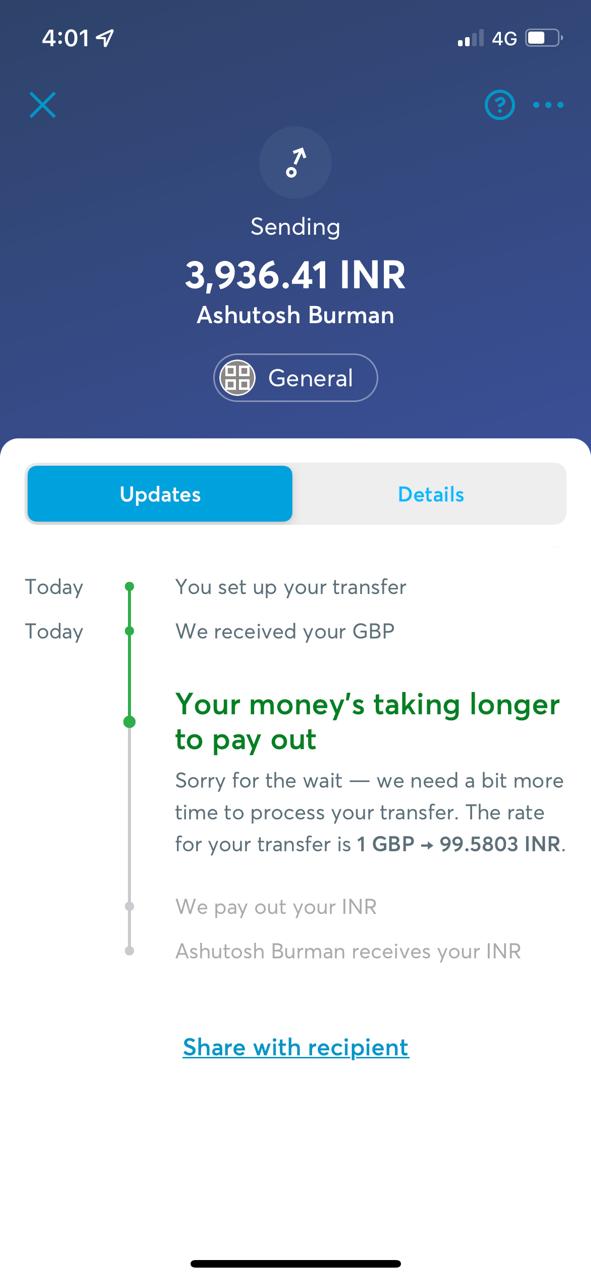 4:01
4G
Sending
3,936.41 INR
Ashutosh Burman
General
Updates
Details
Today You set up your transfer
Today We received your GBP
Your money's taking longer
to pay out
Sorry for the wait — we need a bit more
time to process your transfer. The rate
for your transfer is 1 GBP → 99.5803 INR.
We pay out your INR
Ashutosh Burman receives your INR
Share with recipient